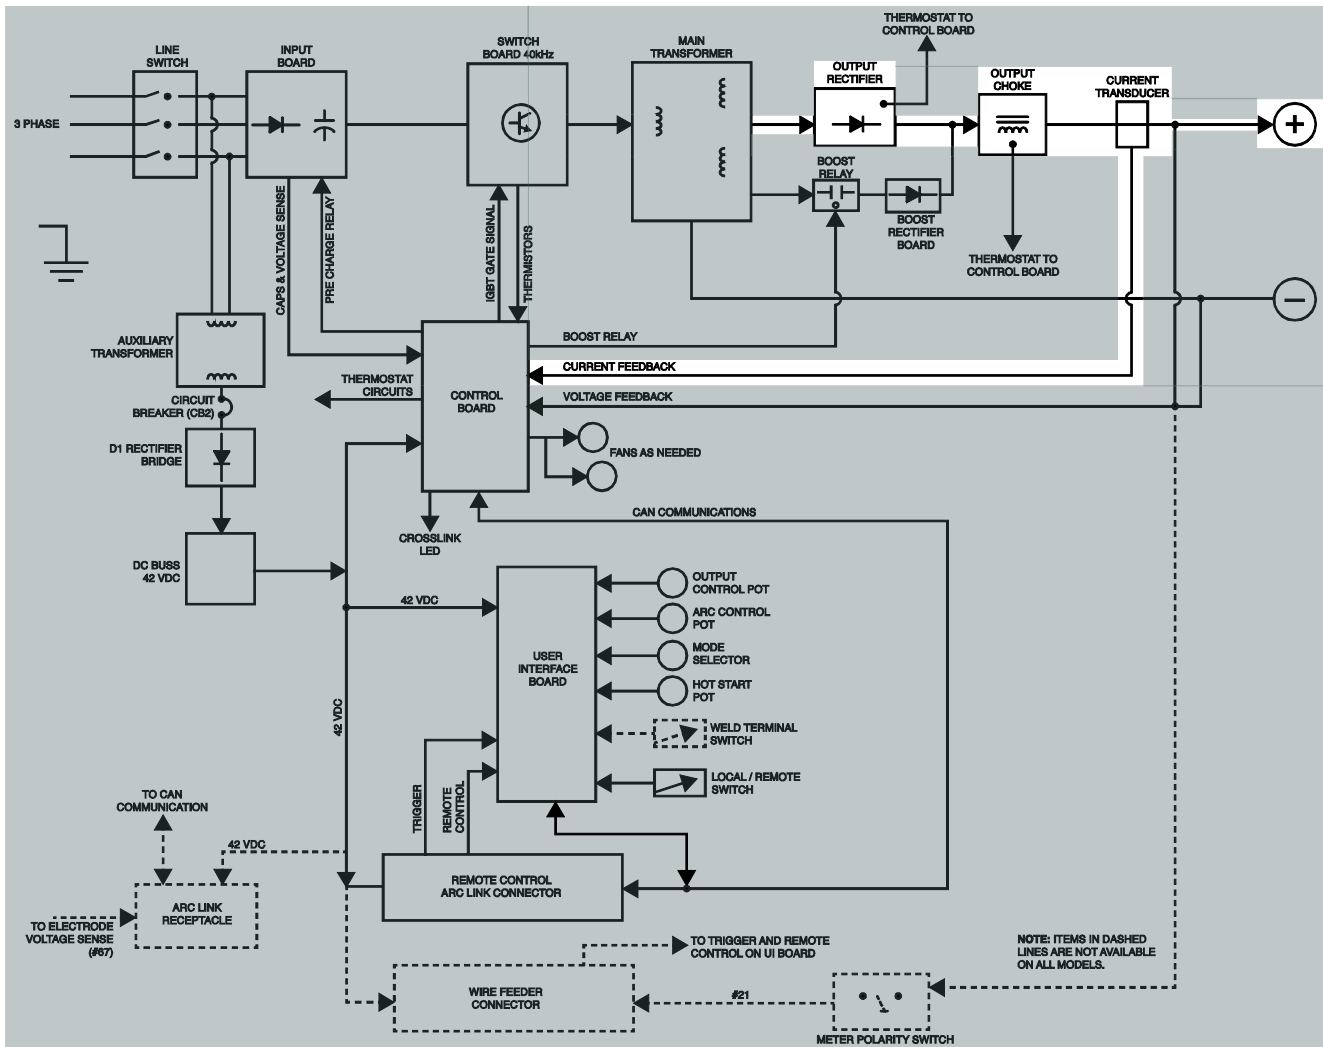 THERMOSTAT TO
CONTROL BOARD
LINE
SWITCH
INPUT
BOARD
SWITCH
BOARD 40kHz
MAIN
TRANSFORMER
OUTPUT
RECTIFIER
OUTPUT
CHOKE
CURRENT
TRANSDUCER
3 PHASE
+
BOOST
RELAY
BOOST
RECTIFIER
BOARD
THERMOSTAT TO
CONTROL BOARD
CAPS & VOLTAGE SENSE
PRE CHARGE RELAY
IGBT GATE SIGNAL
THERMISTORS
−
AUXILIARY
TRANSFORMER
BOOST RELAY
CURRENT FEEDBACK
VOLTAGE FEEDBACK
THERMOSTAT
CIRCUITS
CONTROL
BOARD
CIRCUIT
BREAKER (CB2)
D1 RECTIFIER
BRIDGE
FANS AS NEEDED
CAN COMMUNICATIONS
CROSSLINK
LED
DC BUSS
42 VDC
42 VDC
OUTPUT
CONTROL POT
ARC CONTROL
POT
MODE
SELECTOR
HOT START
POT
USER
INTERFACE
BOARD
WELD TERMINAL
SWITCH
LOCAL / REMOTE
SWITCH
42 VDC
TRIGGER
REMOTE
CONTROL
TO CAN
COMMUNICATION
42 VDC
REMOTE CONTROL
ARC LINK CONNECTOR
ARC LINK
RECEPTACLE
TO ELECTRODE
VOLTAGE SENSE
(#67)
TO TRIGGER AND REMOTE
CONTROL ON UI BOARD
NOTE: ITEMS IN DASHED
LINES ARE NOT AVAILABLE
ON ALL MODELS.
WIRE FEEDER
CONNECTOR
#21
METER POLARITY SWITCH